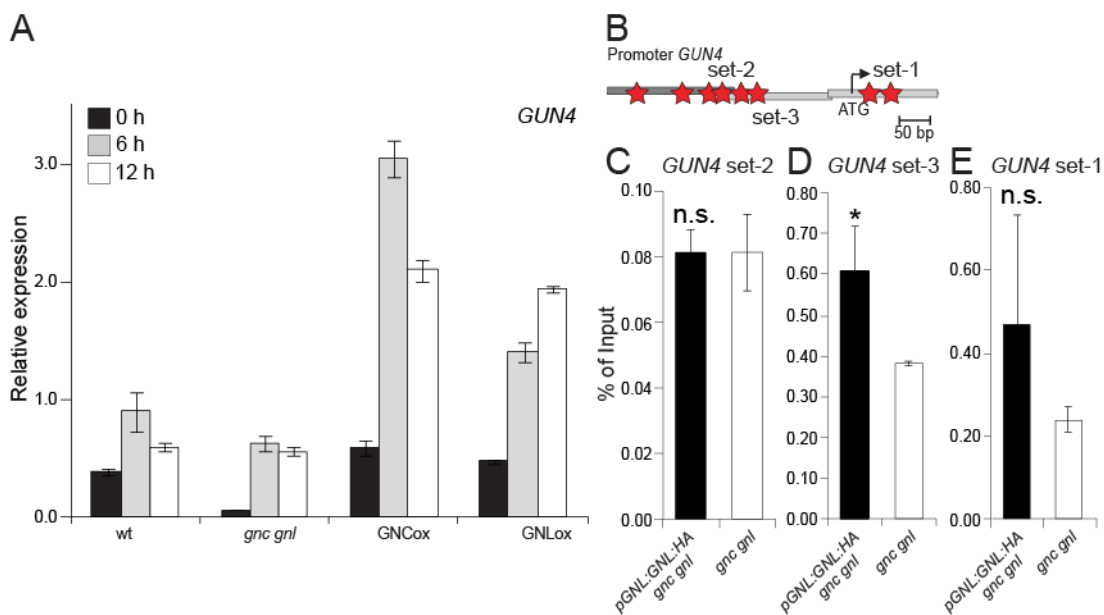 A
GUN4
0 h
6 h
12 h
Relative expression
3.0
2.0
1.0
0.0
wt
gnc gnl
GNCox
GNLox
B
Promoter GUN4
set-2
set-1
set-3
ATG
50 bp
C
GUN4 set-2
% of Input
0.10
0.08
0.06
0.04
0.02
0.00
n.s.
pGNL:GNL:HA
gnc gnl
gnc gnl
D
GUN4 set-3
0.80
0.70
0.60
0.50
0.40
0.30
0.20
0.10
0.00
*
pGNL:GNL:HA
gnc gnl
gnc gnl
E
GUN4 set-1
0.80
0.60
0.40
0.20
0.00
n.s.
pGNL:GNL:HA
gnc gnl
gnc gnl